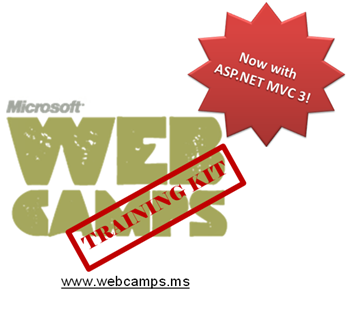 Now with
ASP.NET MVC 3!
Microsoft
WEB
CAMPS
TRAINING KIT
www.webcamps.ms